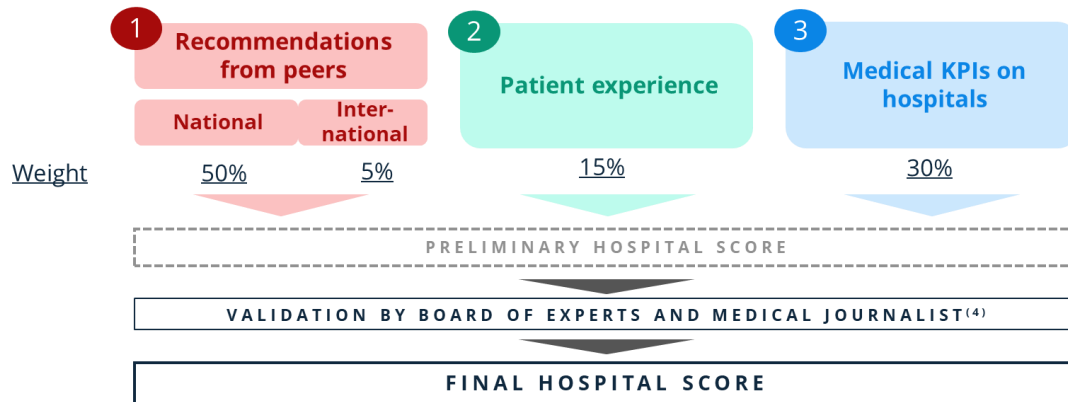 1
Recommendations
from peers
National
Inter-
national
2
Patient experience
3
Medical KPIs on
hospitals
Weight
50%
5%
15%
30%
PRELIMINARY HOSPITAL SCORE
VALIDATION BY BOARD OF EXPERTS AND MEDICAL JOURNALIST(4)
FINAL HOSPITAL SCORE